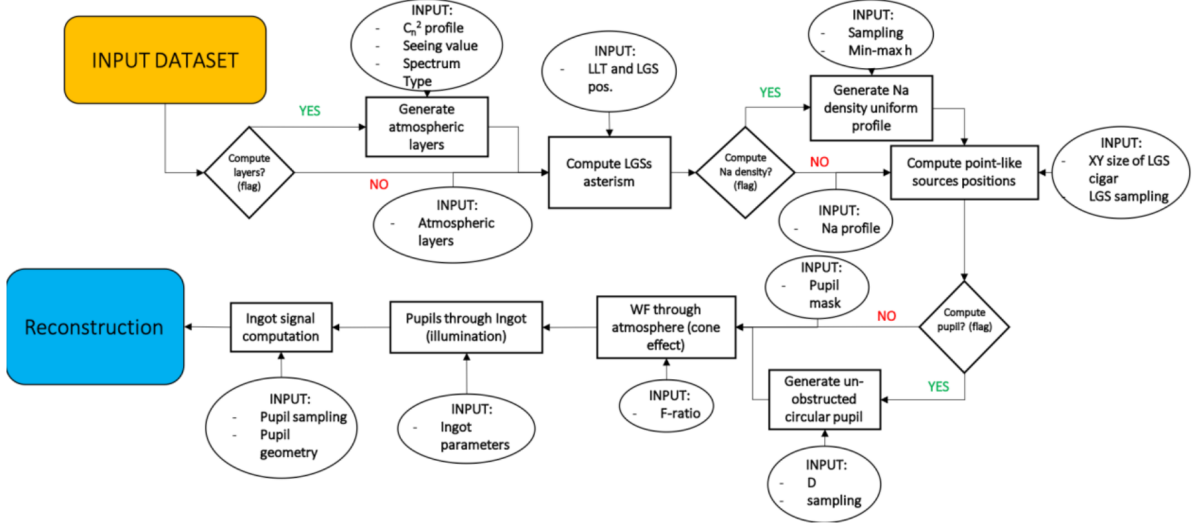 INPUT DATASET
INPUT:
- Cn² profile
- Seeing value
- Spectrum
Type
YES
Generate
atmospheric
layers
Compute
layers?
(flag)
NO
INPUT:
- Atmospheric
layers
INPUT:
- LLT and LGS
pos.
Compute LGSs
asterism
Compute
Na density?
(flag)
YES
INPUT:
- Sampling
- Min-max h
Generate Na
density uniform
profile
NO
INPUT:
- Na profile
Compute point-like
sources positions
INPUT:
- XY size of LGS
cigar
- LGS sampling
Compute
pupil? (flag)
NO
INPUT:
- Pupil
mask
YES
Generate un-
obstructed
circular pupil
INPUT:
- D
- sampling
WF through
atmosphere (cone
effect)
INPUT:
- F-ratio
Pupils through Ingot
(illumination)
INPUT:
- Ingot
parameters
Ingot signal
computation
INPUT:
- Pupil sampling
- Pupil
geometry
Reconstruction